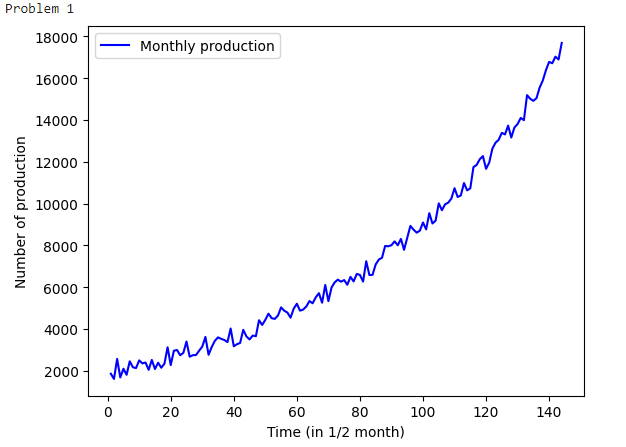 Problem 1
Monthly production
18000
16000
14000
12000
10000
8000
6000
4000
2000
Number of production
0 20 40 60 80 100 120 140
Time (in 1/2 month)